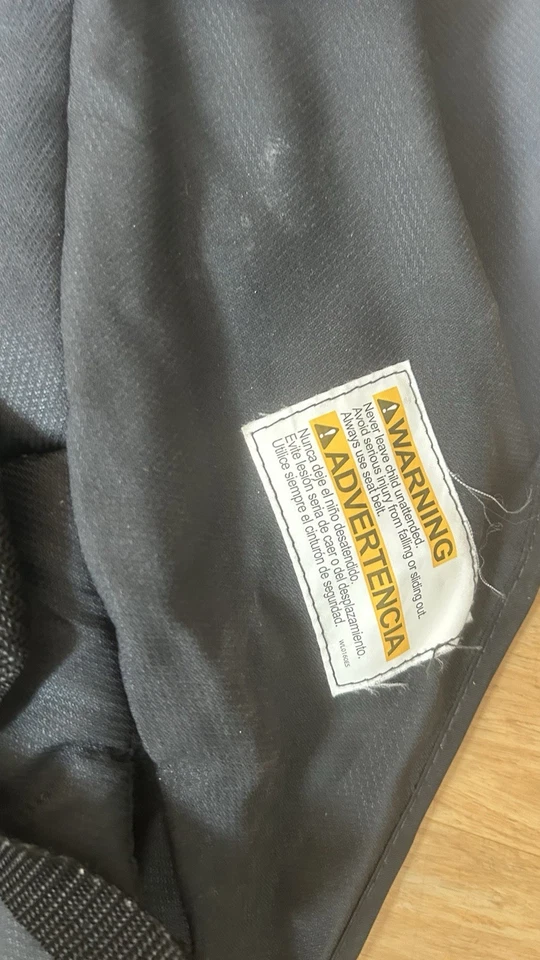 WARNING
Never leave child unattended.
Avoid serious injury from falling or sliding out.
Always use seat belt.
ADVERTENCIA
Nunca deje el niño desatendido.
Evite lesión seria de caer o del desplazamiento.
Utilice siempre el cinturón de seguridad.